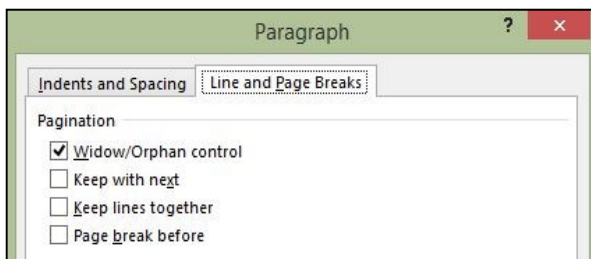 Paragraph ? ×
Indents and Spacing Line and Page Breaks
Pagination
Widow/Orphan control
Keep with next
Keep lines together
Page break before